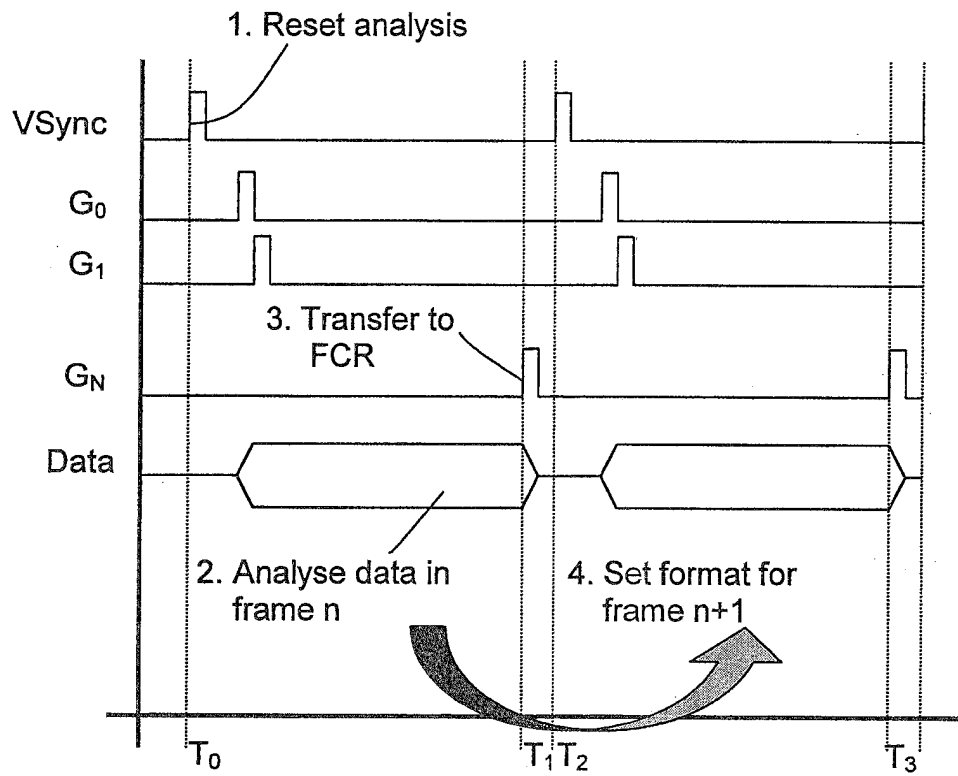 1. Reset analysis
VSync
G₀
G₁
3. Transfer to
FCR
G_N
Data
2. Analyse data in
frame n
4. Set format for
frame n+1
T₀
T₁
T₂
T₃